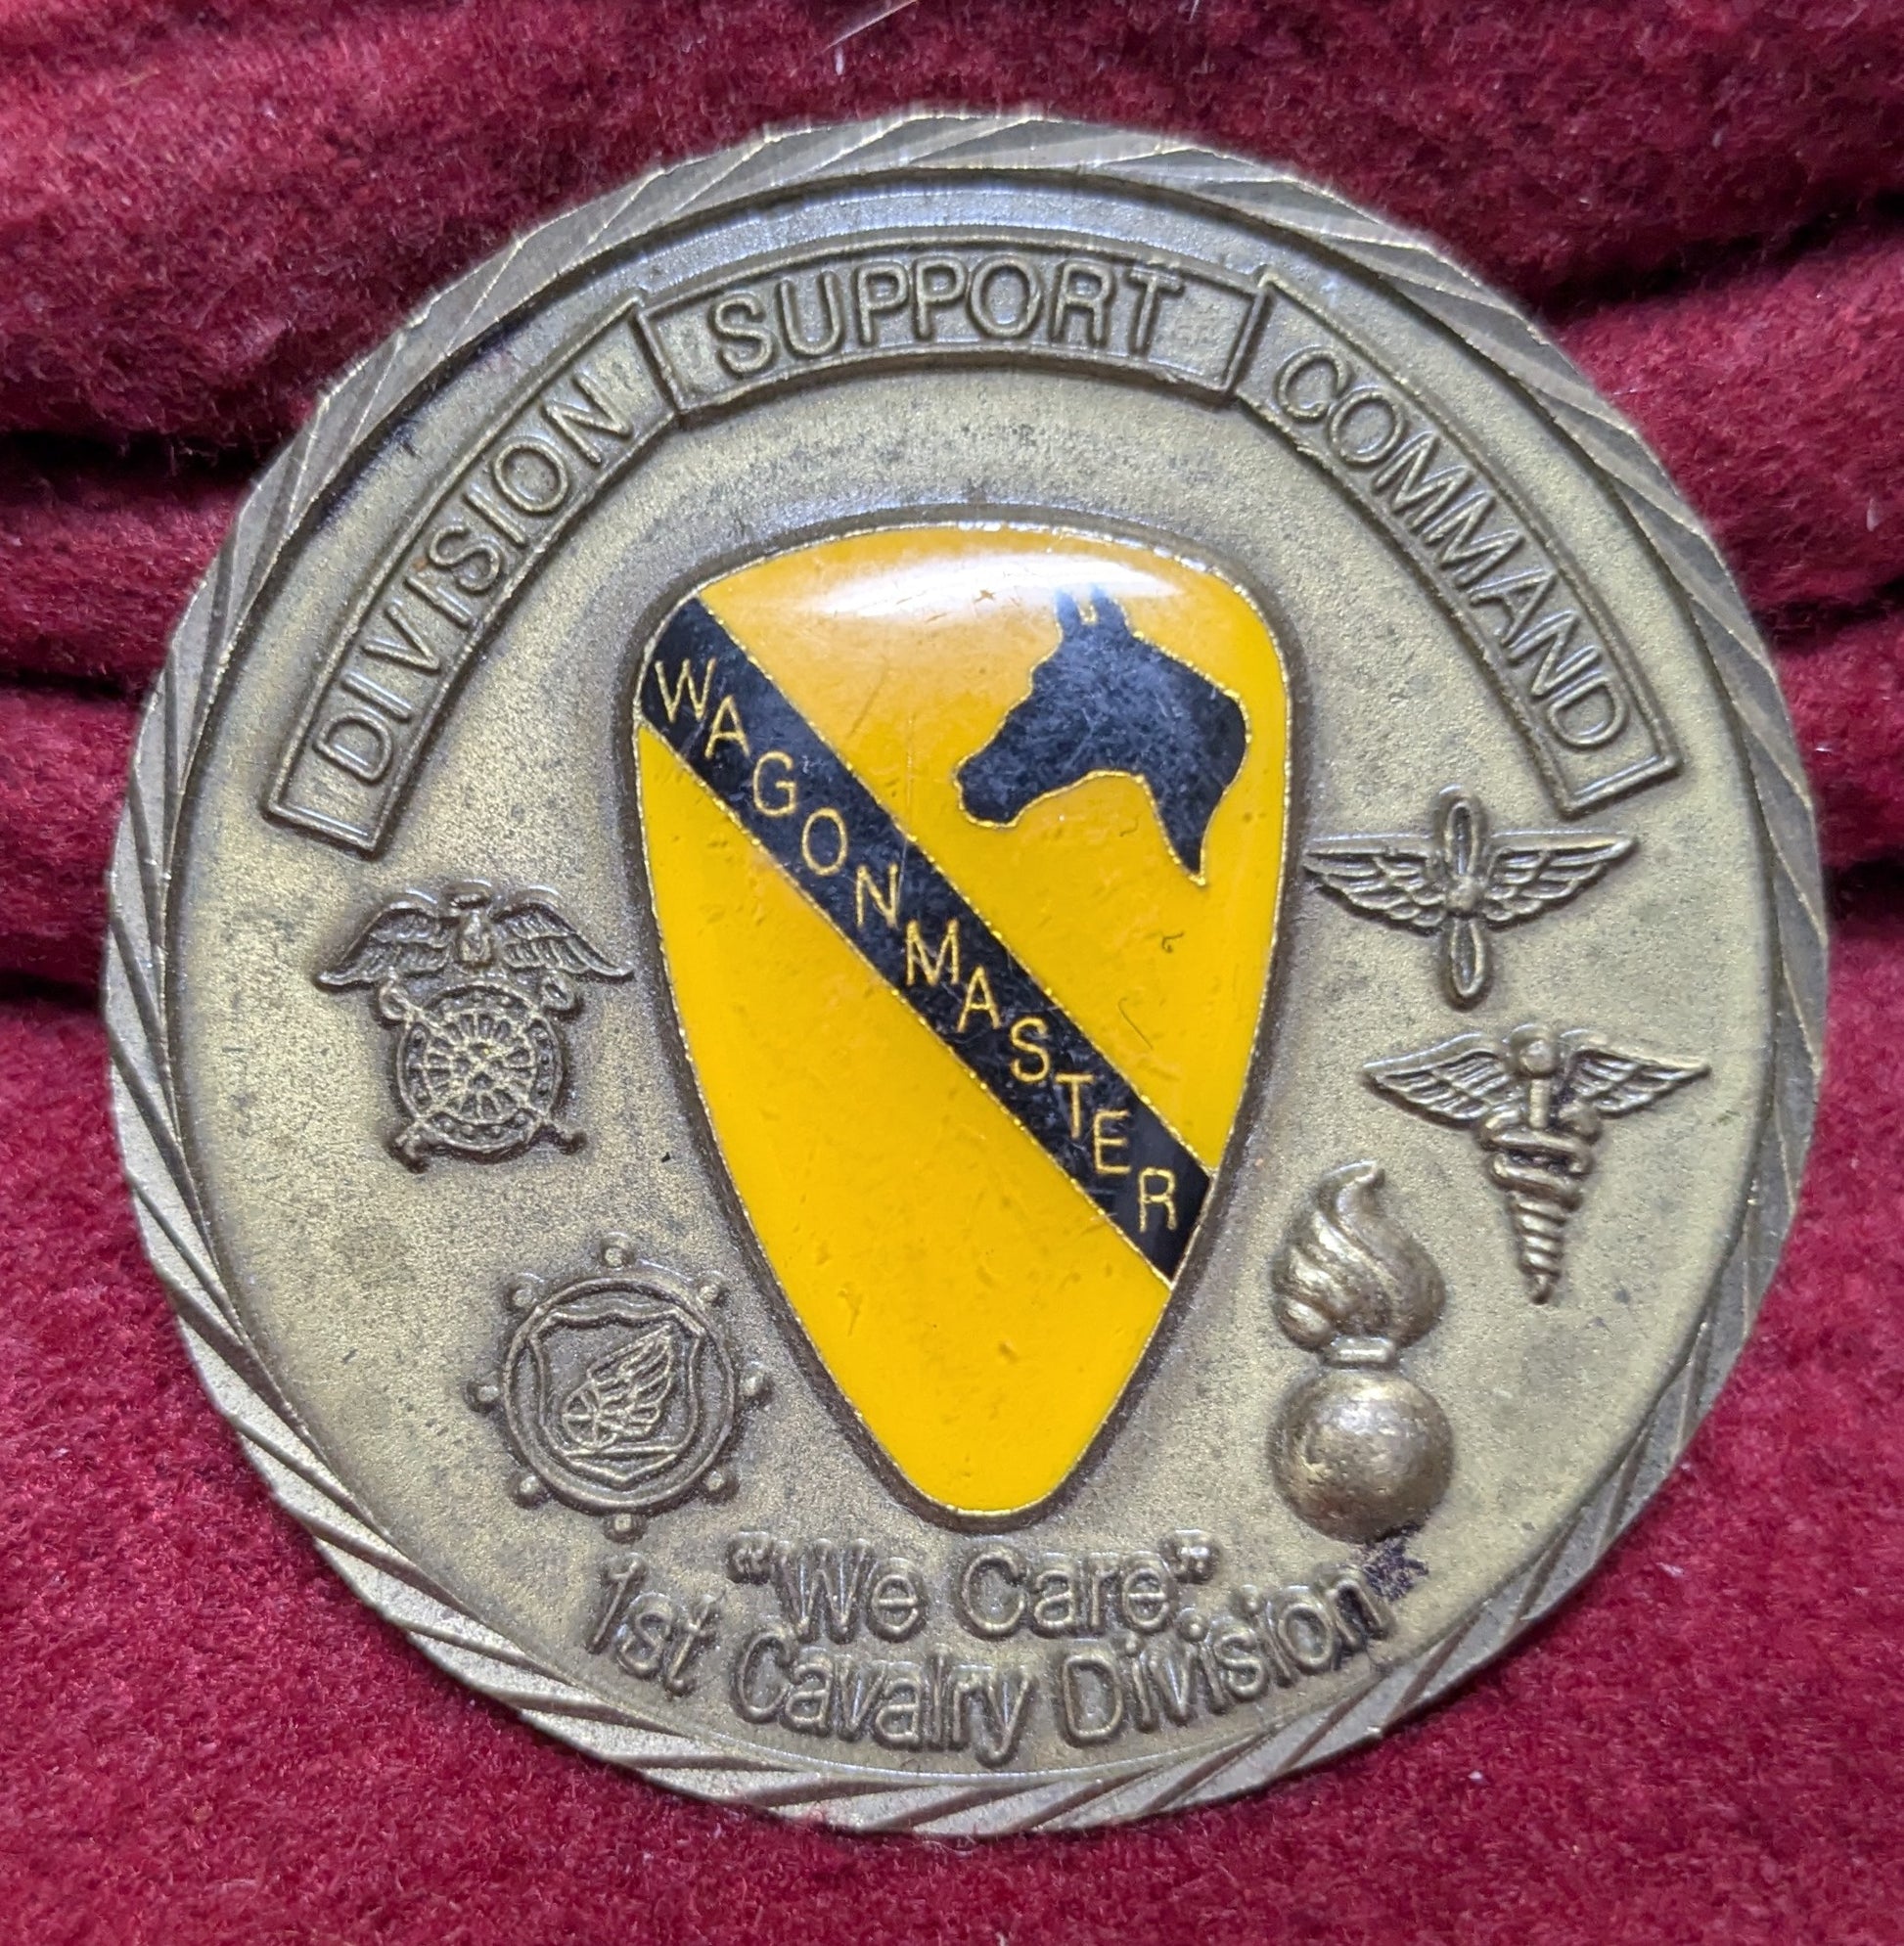 DIVISION SUPPORT COMMAND
WAGONMASTER
"We Care"
1st Cavalry Division